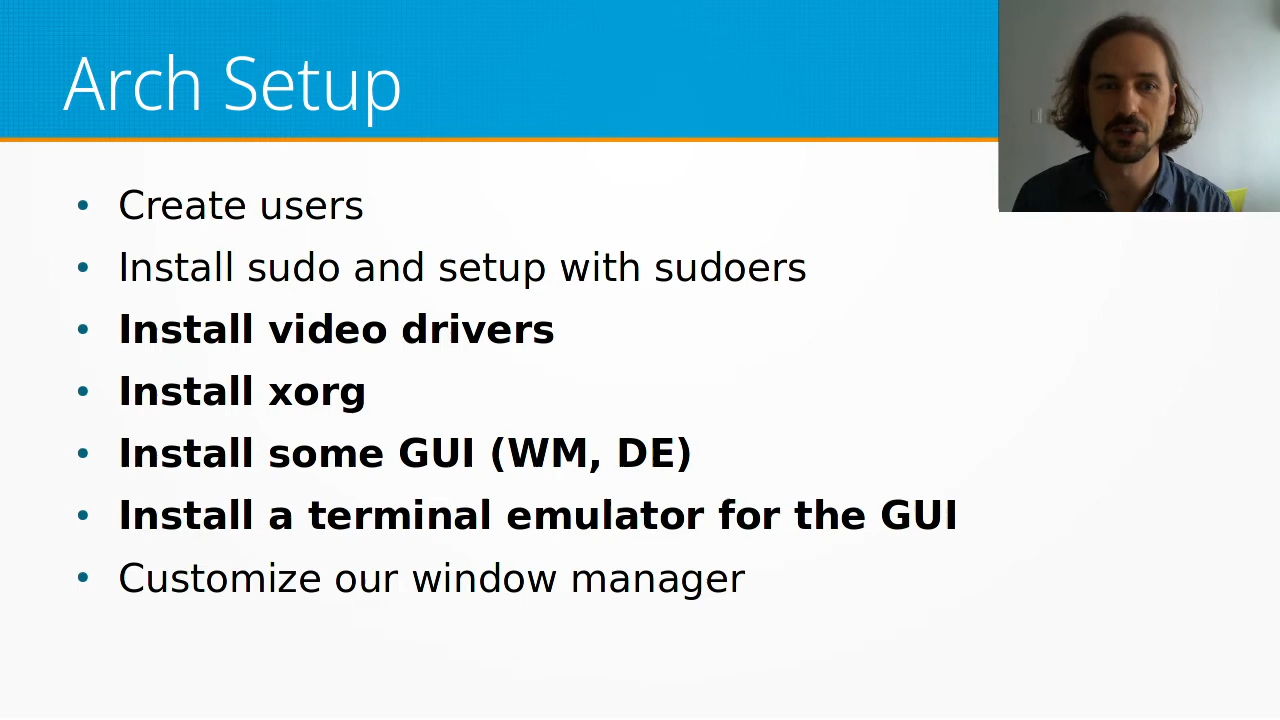 Arch Setup
Create users
Install sudo and setup with sudoers
Install video drivers
Install xorg
Install some GUI (WM, DE)
Install a terminal emulator for the GUI
Customize our window manager